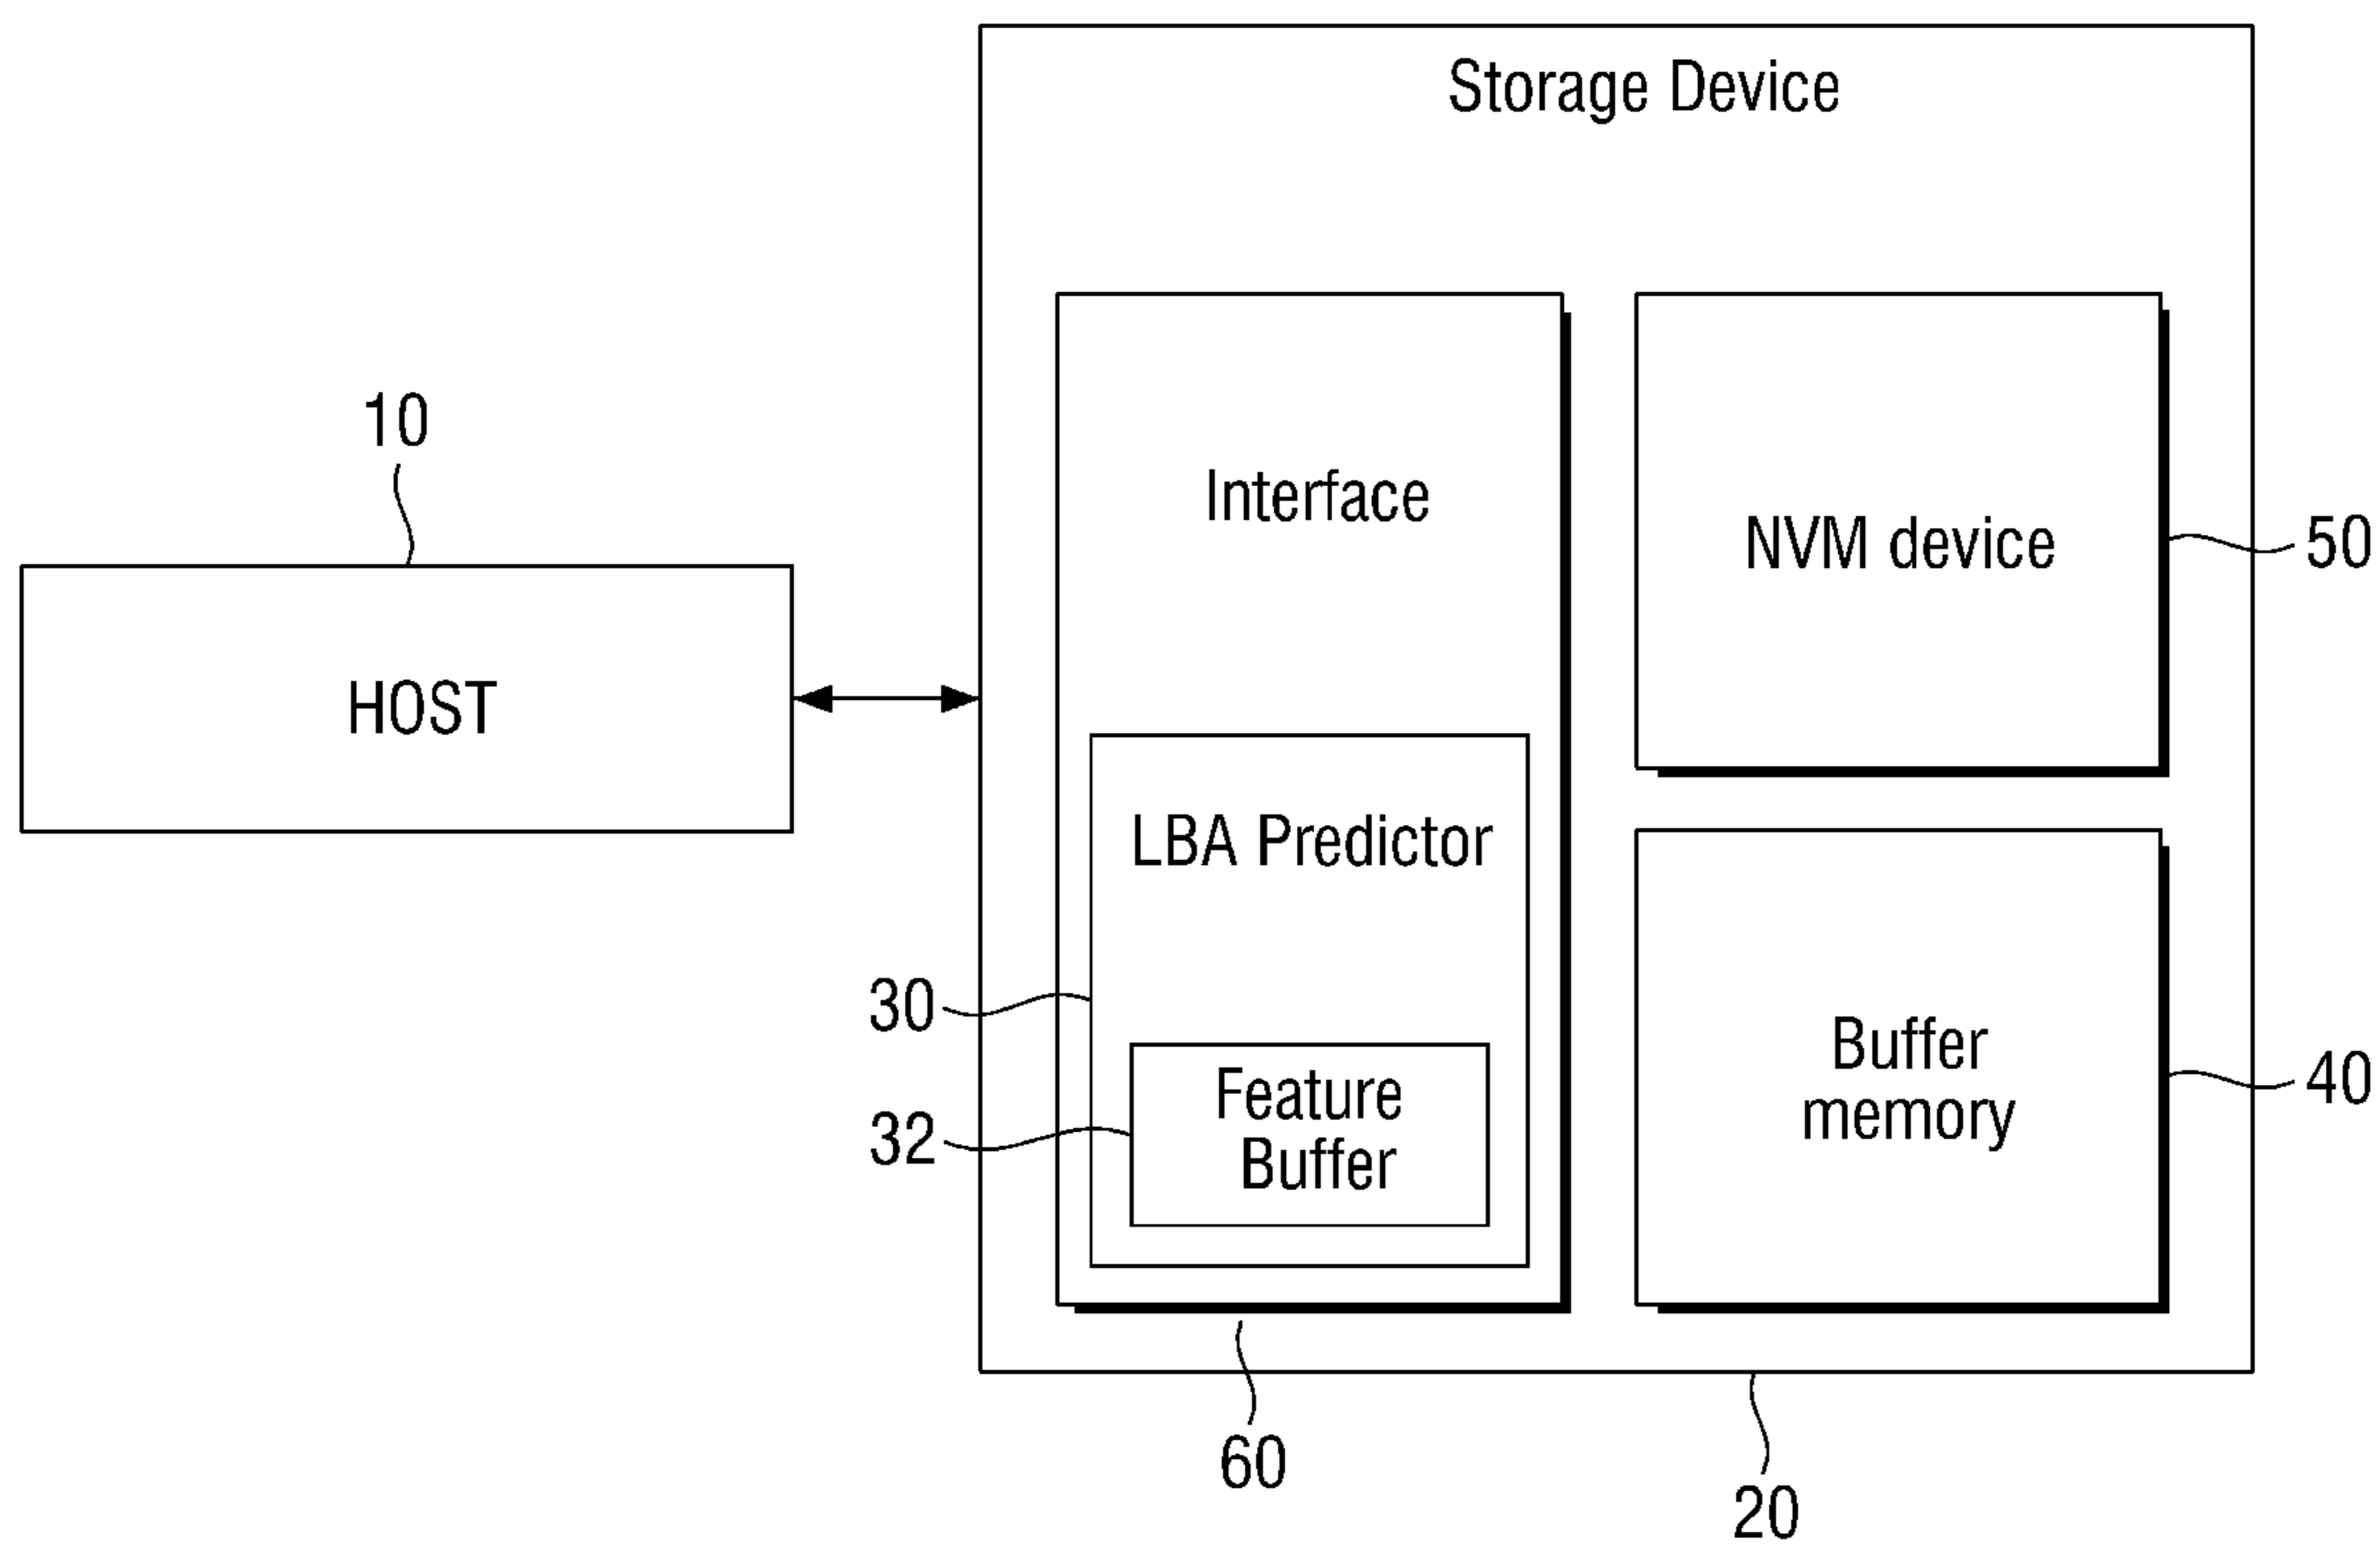 Storage Device
10
Interface
NVM device
50
HOST
LBA Predictor
30
Buffer
memory
40
Feature
Buffer
32
60
20